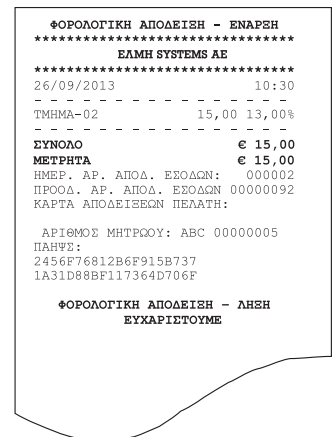 ΦΟΡΟΛΟΓΙΚΗ ΑΠΟΔΕΙΞΗ - ΕΝΑΡΞΗ
********************************
ΕΛΜΗ SYSTEMS AE
********************************
26/09/2013 10:30
- - - - - - - - - - - - - - - -
ΤΜΗΜΑ-02 15,00 13,00%
- - - - - - - - - - - - - - - -
ΣΥΝΟΛΟ € 15,00
ΜΕΤΡΗΤΑ € 15,00
ΗΜΕΡ. ΑΡ. ΑΠΟΔ. ΕΣΟΔΩΝ: 000002
ΠΡΟΟΔ. ΑΡ. ΑΠΟΔ. ΕΣΟΔΩΝ 00000092
ΚΑΡΤΑ ΑΠΟΔΕΙΞΕΩΝ ΠΕΛΑΤΗ:
ΑΡΙΘΜΟΣ ΜΗΤΡΩΟΥ: ABC 00000005
ΠΑΗΨΣ:
2456F76812B6F915B737
1A31D88BF117364D706F
ΦΟΡΟΛΟΓΙΚΗ ΑΠΟΔΕΙΞΗ - ΛΗΞΗ
ΕΥΧΑΡΙΣΤΟΥΜΕ